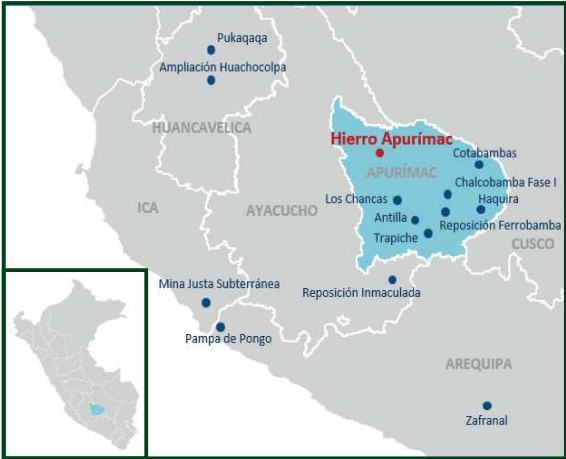 Pukaqaqa
Ampliación Huachocolpa
HUANCAVELICA
Hierro Apurímac
Cotabambas
APURÍMAC
Chalcobamba Fase I
Los Chancas
Haquira
ICA
AYACUCHO
Antilla
Reposición Ferrobamba
Trapiche
CUSCO
Mina Justa Subterránea
Reposición Inmaculada
Pampa de Pongo
AREQUIPA
Zafranal